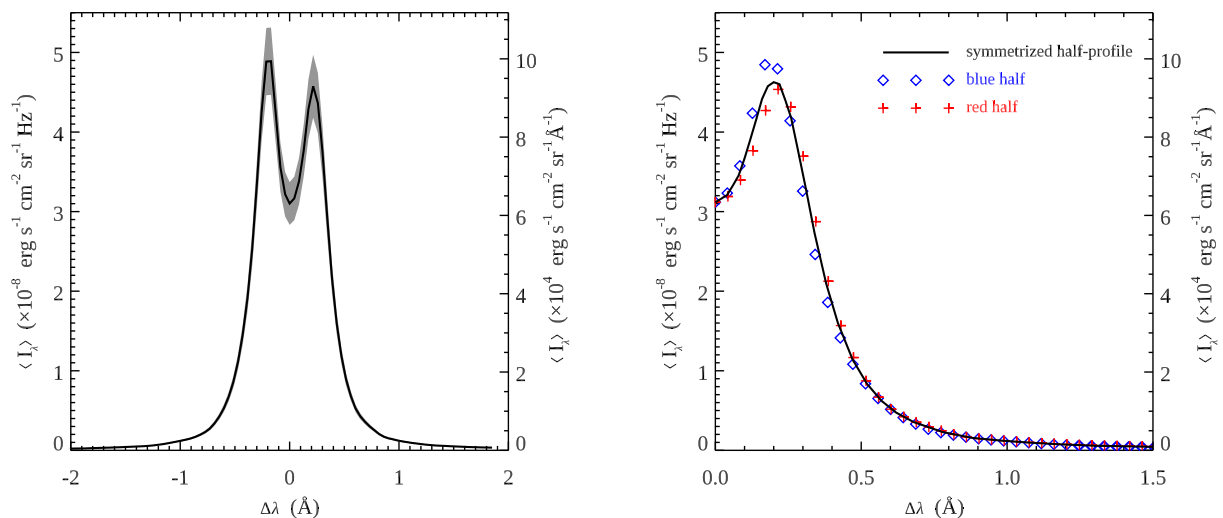 ⟨ I_λ ⟩ (×10^-8 erg s^-1 cm^-2 sr^-1 Hz^-1)
5
4
3
2
1
0
-2 -1 0 1 2
Δλ (Å)
10
8
6
4
2
0
⟨ I_λ ⟩ (×10^4 erg s^-1 cm^-2 sr^-1 Å^-1)
⟨ I_λ ⟩ (×10^-8 erg s^-1 cm^-2 sr^-1 Hz^-1)
5
4
3
2
1
0
symmetrized half-profile
blue half
red half
0.0 0.5 1.0 1.5
Δλ (Å)
10
8
6
4
2
0
⟨ I_λ ⟩ (×10^4 erg s^-1 cm^-2 sr^-1 Å^-1)